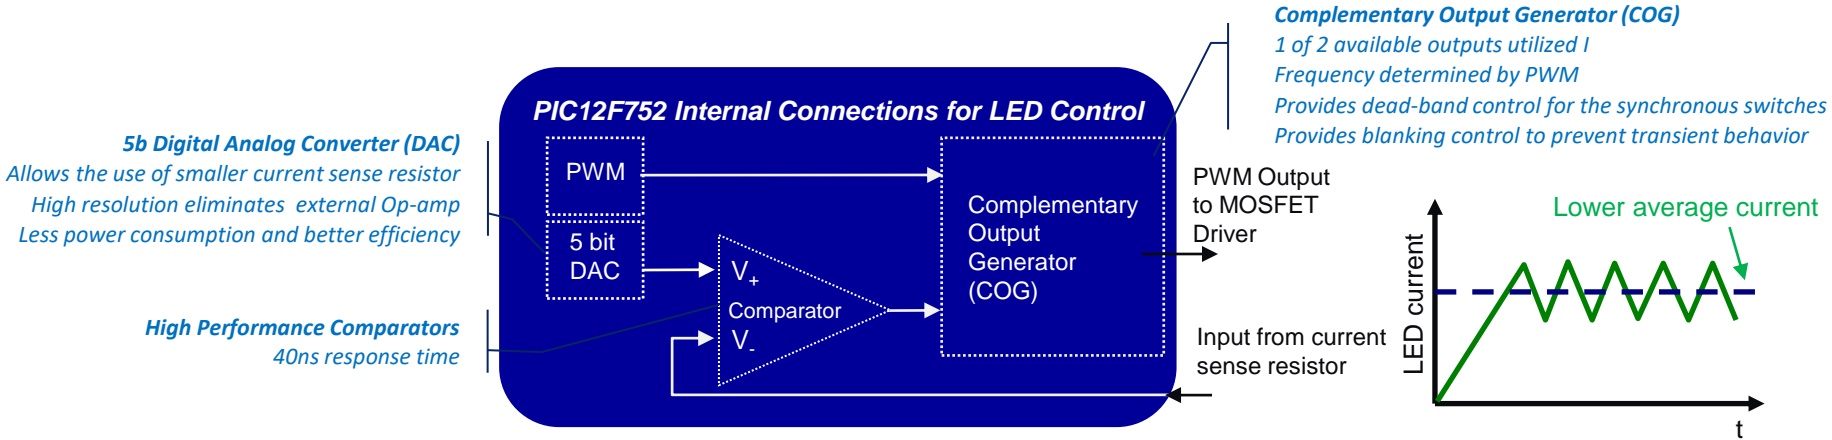 Complementary Output Generator (COG)
1 of 2 available outputs utilized I
Frequency determined by PWM
Provides dead-band control for the synchronous switches
Provides blanking control to prevent transient behavior
PIC12F752 Internal Connections for LED Control
5b Digital Analog Converter (DAC)
Allows the use of smaller current sense resistor
High resolution eliminates  external Op-amp
Less power consumption and better efficiency
High Performance Comparators
40ns response time
PWM
5 bit
DAC
V+
Comparator
V-
Complementary
Output
Generator
(COG)
PWM Output
to MOSFET
Driver
Input from current
sense resistor
Lower average current
LED current
t